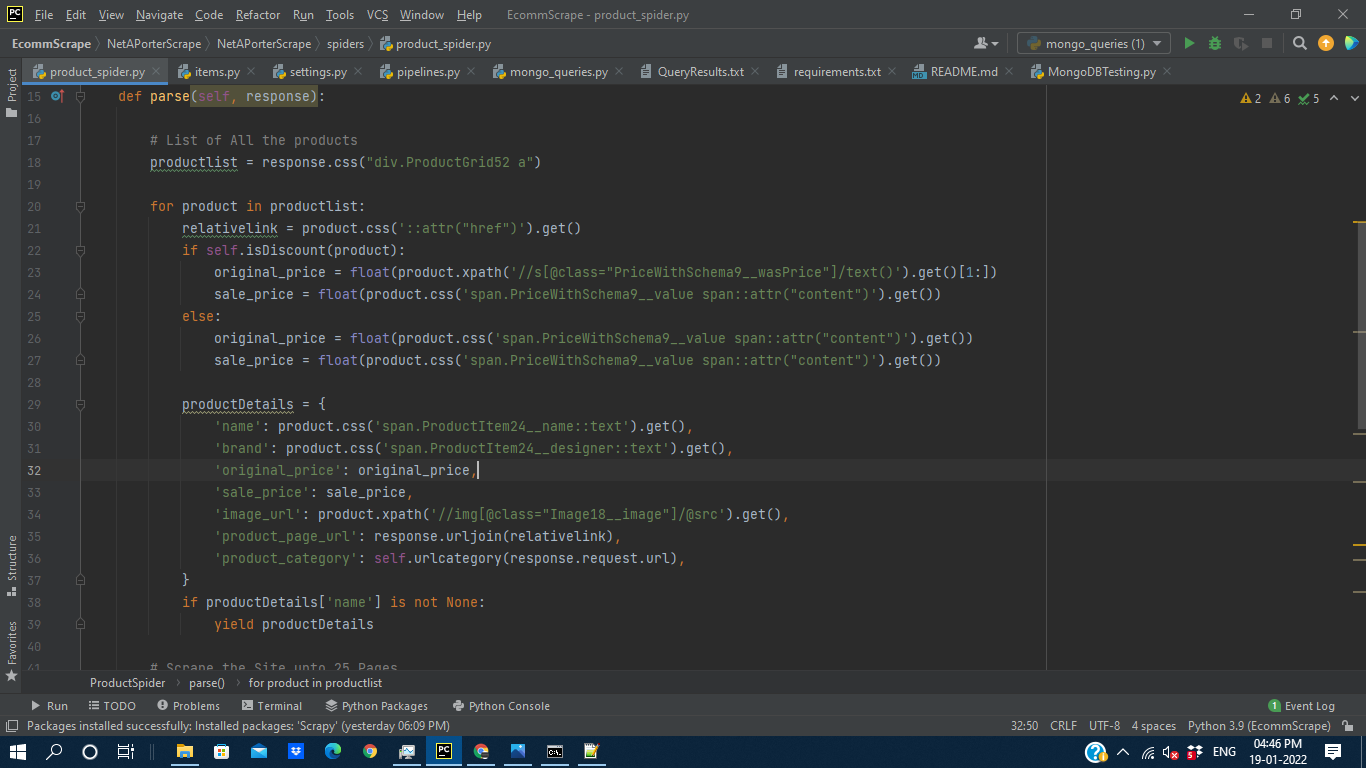 File Edit View Navigate Code Refactor Run Tools VCS Window Help EcommScrape - product_spider.py
EcommScrape NetAPorterScrape NetAPorterScrape spiders product_spider.py mongo_queries (1)
product_spider.py items.py settings.py pipelines.py mongo_queries.py QueryResults.txt requirements.txt README.md MongoDBTesting.py
Project
15 def parse(self, response):
2 6 5
16
17 # List of All the products
18 productlist = response.css("div.ProductGrid52 a")
19
20 for product in productlist:
21 relativelink = product.css('::attr("href")').get()
22 if self.isDiscount(product):
23 original_price = float(product.xpath('//s[@class="PriceWithSchema9__wasPrice"]/text()').get()[1:])
24 sale_price = float(product.css('span.PriceWithSchema9__value span::attr("content")').get())
25 else:
26 original_price = float(product.css('span.PriceWithSchema9__value span::attr("content")').get())
27 sale_price = float(product.css('span.PriceWithSchema9__value span::attr("content")').get())
28
29 productDetails = {
30 'name': product.css('span.ProductItem24__name::text').get(),
31 'brand': product.css('span.ProductItem24__designer::text').get(),
32 'original_price': original_price,
33 'sale_price': sale_price,
34 'image_url': product.xpath('//img[@class="Image18__image"]/@src').get(),
35 'product_page_url': response.urljoin(relativelink),
36 'product_category': self.urlcategory(response.request.url),
37 }
38 if productDetails['name'] is not None:
39 yield productDetails
40
41 # Scrape the Site upto 25 Pages
Structure
Favorites
ProductSpider parse() for product in productlist
Run TODO Problems Terminal Python Packages Python Console 1 Event Log
Packages installed successfully: Installed packages: 'Scrapy' (yesterday 06:09 PM) 32:50 CRLF UTF-8 4 spaces Python 3.9 (EcommScrape)
ENG 04:46 PM
19-01-2022